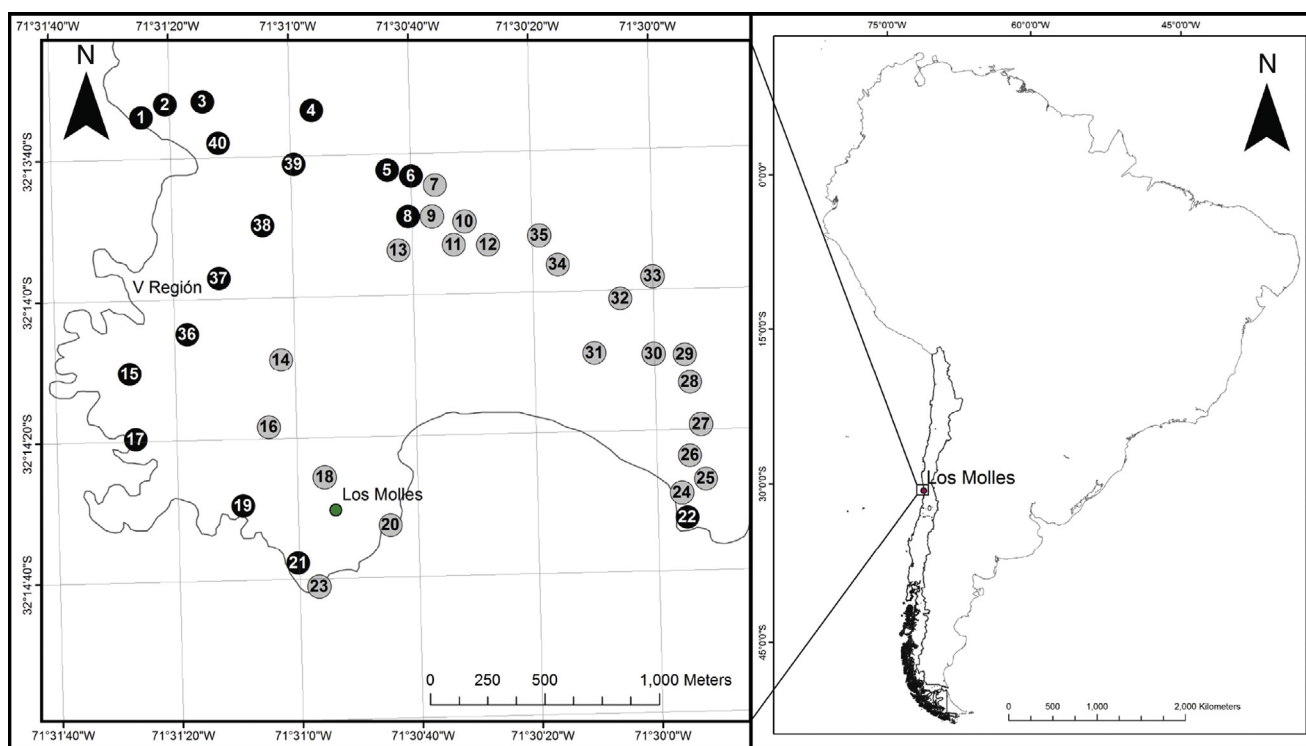 71°31'40"W 71°31'20"W 71°31'0"W 71°30'40"W 71°30'20"W 71°30'0"W
75°0'0"W 60°0'0"W 45°0'0"W
N
N
1 2 3 4
40
32°13'40"S
39
5 6 7
8 9 10
38
13 11 12 35
34
33
37
V Región
32
0°0'0"
32°14'0"S
36
14
31 30 29
15
28
15°0'0"S
16
27
17
32°14'20"S
26
18
25
Los Molles
24
19
20
22
Los Molles
30°0'0"S
21
23
32°14'40"S
45°0'0"S
0 250 500 1,000 Meters
0 500 1,000 2,000 Kilometers
71°31'40"W 71°31'20"W 71°31'0"W 71°30'40"W 71°30'20"W 71°30'0"W